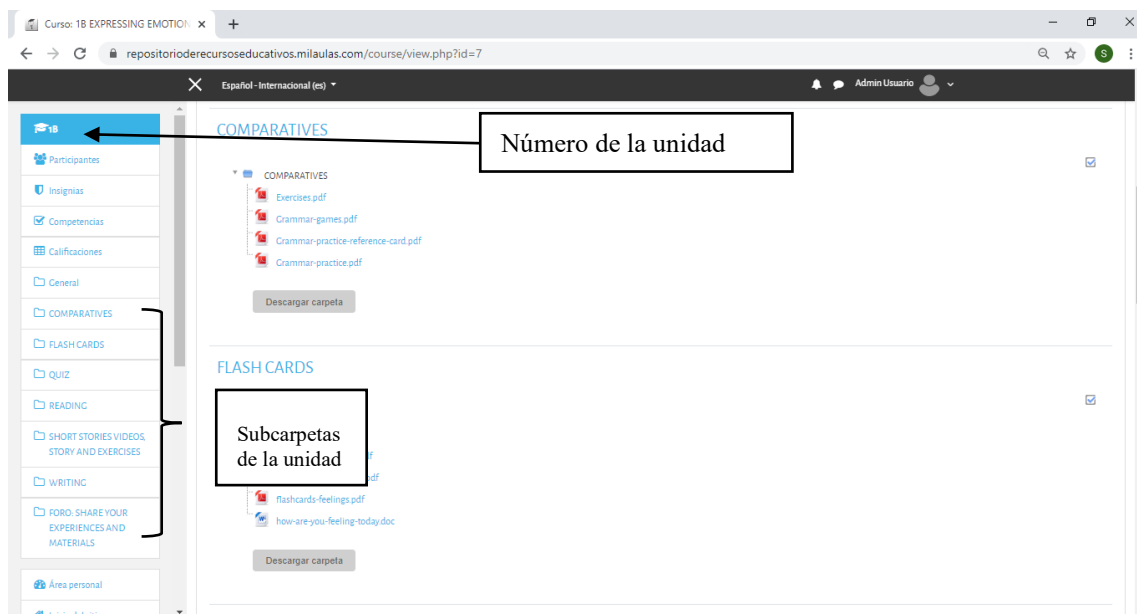 Curso: 1B EXPRESSING EMOTION
repositorioderecursoseducativos.milaulas.com/course/view.php?id=7
S
Español - Internacional (es)
Admin Usuario
1B
Participantes
Insignias
Competencias
Calificaciones
General
COMPARATIVES
FLASH CARDS
QUIZ
READING
SHORT STORIES VIDEOS,
STORY AND EXERCISES
WRITING
FORO: SHARE YOUR
EXPERIENCES AND
MATERIALS
Área personal
COMPARATIVES
Número de la unidad
COMPARATIVES
Exercises.pdf
Grammar-games.pdf
Grammar-practice-reference-card.pdf
Grammar-practice.pdf
Descargar carpeta
FLASH CARDS
Subcarpetas
de la unidad
flashcards-feelings.pdf
how-are-you-feeling-today.doc
Descargar carpeta